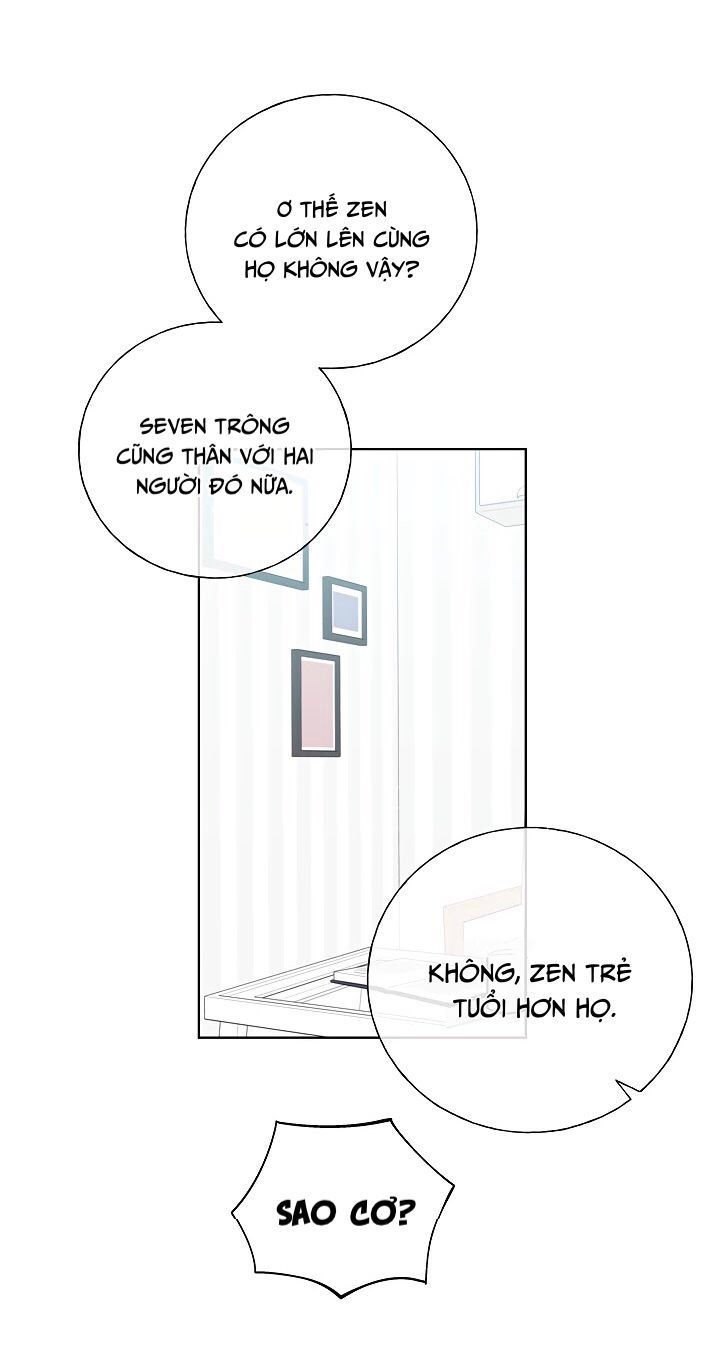 Ơ THẾ ZEN
CÓ LỚN LÊN CÙNG
HỌ KHÔNG VẬY?
SEVEN TRÔNG
CŨNG THÂN VỚI HAI
NGƯỜI ĐÓ NỮA.
KHÔNG, ZEN TRẺ
TUỔI HƠN HỌ.
SAO CƠ?